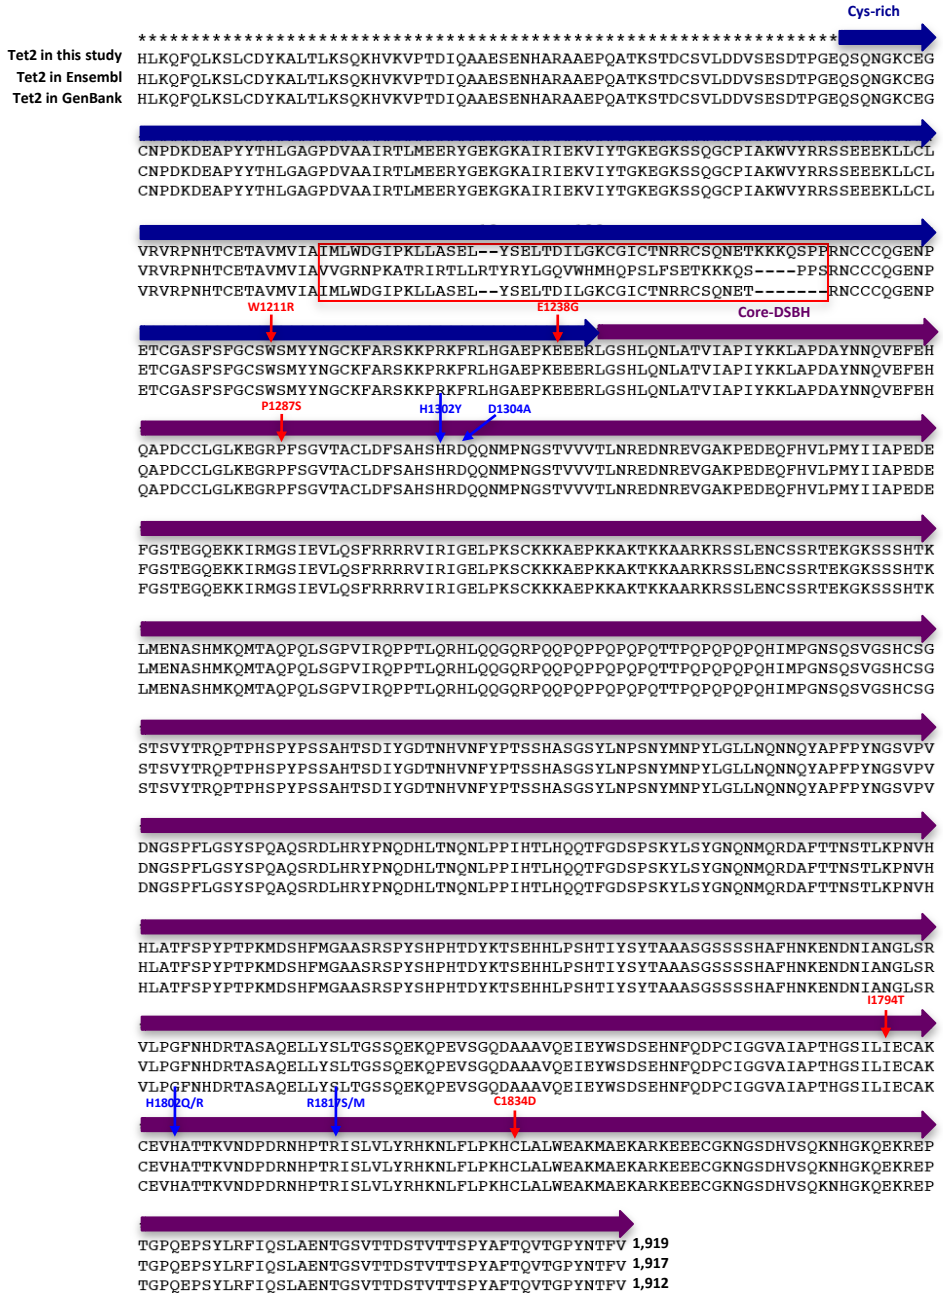 Cys-rich
**********************************************************************
Tet2 in this study HLKQFQLKSLCDYKALTLKSQKHVKVPTDIQAAESENHARAAEPQATKSTDCSVLDDVSESDTPGEQSQNGKCEG
Tet2 in Ensembl HLKQFQLKSLCDYKALTLKSQKHVKVPTDIQAAESENHARAAEPQATKSTDCSVLDDVSESDTPGEQSQNGKCEG
Tet2 in GenBank HLKQFQLKSLCDYKALTLKSQKHVKVPTDIQAAESENHARAAEPQATKSTDCSVLDDVSESDTPGEQSQNGKCEG
CNPDKDEAPYYTHLGAGPDVAAIRTLMEERYGEKGKAIRIEKVIYTGKEGKSSQGCPIAKWVYRRSSEEEKLLCL
CNPDKDEAPYYTHLGAGPDVAAIRTLMEERYGEKGKAIRIEKVIYTGKEGKSSQGCPIAKWVYRRSSEEEKLLCL
CNPDKDEAPYYTHLGAGPDVAAIRTLMEERYGEKGKAIRIEKVIYTGKEGKSSQGCPIAKWVYRRSSEEEKLLCL
VRVRPNHTCETAVMVIAIMLWDGIPKLLASEL--YSELTDILGKCGICTNRRCSQNETKKKQSPPRNCCCQGENP
VRVRPNHTCETAVMVIAVVGRNPKATRIRTLLRTYRYLGQVWHMHQPSLFSETKKKQS----PPSRNCCCQGENP
VRVRPNHTCETAVMVIAIMLWDGIPKLLASEL--YSELTDILGKCGICTNRRCSQNET-------RNCCCQGENP
W1211R E1238G Core-DSBH
ETCGASFSFGCSWSMYYNGCKFARSKKPRKFRLHGAEPKEEERLGSHLQNLATVIAPIYKKLAPDAYNNQVEFEH
ETCGASFSFGCSWSMYYNGCKFARSKKPRKFRLHGAEPKEEERLGSHLQNLATVIAPIYKKLAPDAYNNQVEFEH
ETCGASFSFGCSWSMYYNGCKFARSKKPRKFRLHGAEPKEEERLGSHLQNLATVIAPIYKKLAPDAYNNQVEFEH
P1287S H1302Y D1304A
QAPDCCLGLKEGRPFSGVTACLDFSAHSHRDQQNMPNGSTVVVTLNREDNREVGAKPEDEQFHVLPMYIIAPEDE
QAPDCCLGLKEGRPFSGVTACLDFSAHSHRDQQNMPNGSTVVVTLNREDNREVGAKPEDEQFHVLPMYIIAPEDE
QAPDCCLGLKEGRPFSGVTACLDFSAHSHRDQQNMPNGSTVVVTLNREDNREVGAKPEDEQFHVLPMYIIAPEDE
FGSTEGQEKKIRMGSIEVLQSFRRRRVIRIGELPKSCKKKAEPKKAKTKKAARKRSSLENCSSRTEKGKSSSHTK
FGSTEGQEKKIRMGSIEVLQSFRRRRVIRIGELPKSCKKKAEPKKAKTKKAARKRSSLENCSSRTEKGKSSSHTK
FGSTEGQEKKIRMGSIEVLQSFRRRRVIRIGELPKSCKKKAEPKKAKTKKAARKRSSLENCSSRTEKGKSSSHTK
LMENASHMKQMTAQPQLSGPVIRQPPTLQRHLQQGQRPQQPQPPQPQPQTTPQPQPQPQHIMPGNSQSVGSHCSG
LMENASHMKQMTAQPQLSGPVIRQPPTLQRHLQQGQRPQQPQPPQPQPQTTPQPQPQPQHIMPGNSQSVGSHCSG
LMENASHMKQMTAQPQLSGPVIRQPPTLQRHLQQGQRPQQPQPPQPQPQTTPQPQPQPQHIMPGNSQSVGSHCSG
STSVYTRQPTPHSPYPSSAHTSDIYGDTNHVNFYPTSSHASGSYLNPSNYMNPYLGLLNQNNQYAPFPYNGSVPV
STSVYTRQPTPHSPYPSSAHTSDIYGDTNHVNFYPTSSHASGSYLNPSNYMNPYLGLLNQNNQYAPFPYNGSVPV
STSVYTRQPTPHSPYPSSAHTSDIYGDTNHVNFYPTSSHASGSYLNPSNYMNPYLGLLNQNNQYAPFPYNGSVPV
DNGSPFLGSYSPQAQSRDLHRYPNQDHLTNQNLPPIHTLHQQTFGDSPSKYLSYGNQNMQRDAFTTNSTLKPNVH
DNGSPFLGSYSPQAQSRDLHRYPNQDHLTNQNLPPIHTLHQQTFGDSPSKYLSYGNQNMQRDAFTTNSTLKPNVH
DNGSPFLGSYSPQAQSRDLHRYPNQDHLTNQNLPPIHTLHQQTFGDSPSKYLSYGNQNMQRDAFTTNSTLKPNVH
HLATFSPYPTPKMDSHFMGAASRSPYSHPHTDYKTSEHHLPSHTIYSYTAAASGSSSSHAFHNKENDNIANGLSR
HLATFSPYPTPKMDSHFMGAASRSPYSHPHTDYKTSEHHLPSHTIYSYTAAASGSSSSHAFHNKENDNIANGLSR
HLATFSPYPTPKMDSHFMGAASRSPYSHPHTDYKTSEHHLPSHTIYSYTAAASGSSSSHAFHNKENDNIANGLSR
I1794T
VLPGFNHDRTASAQELLYSLTGSSQEKQPEVSGQDAAAVQEIEYWSDSEHNFQDPCIGGVAIAPTHGSILIECAK
VLPGFNHDRTASAQELLYSLTGSSQEKQPEVSGQDAAAVQEIEYWSDSEHNFQDPCIGGVAIAPTHGSILIECAK
VLPGFNHDRTASAQELLYSLTGSSQEKQPEVSGQDAAAVQEIEYWSDSEHNFQDPCIGGVAIAPTHGSILIECAK
H1802Q/R R1817S/M C1834D
CEVHATTKVNDPDRNHPTRISLVLYRHKNLFLPKHCLALWEAKMAEKARKEEECGKNGSDHVSQKNHGKQEKREP
CEVHATTKVNDPDRNHPTRISLVLYRHKNLFLPKHCLALWEAKMAEKARKEEECGKNGSDHVSQKNHGKQEKREP
CEVHATTKVNDPDRNHPTRISLVLYRHKNLFLPKHCLALWEAKMAEKARKEEECGKNGSDHVSQKNHGKQEKREP
TGPQEPSYLRFIQSLAENTGSVTTDSTVTTSPYAFTQVTGPYNTFV 1,919
TGPQEPSYLRFIQSLAENTGSVTTDSTVTTSPYAFTQVTGPYNTFV 1,917
TGPQEPSYLRFIQSLAENTGSVTTDSTVTTSPYAFTQVTGPYNTFV 1,912